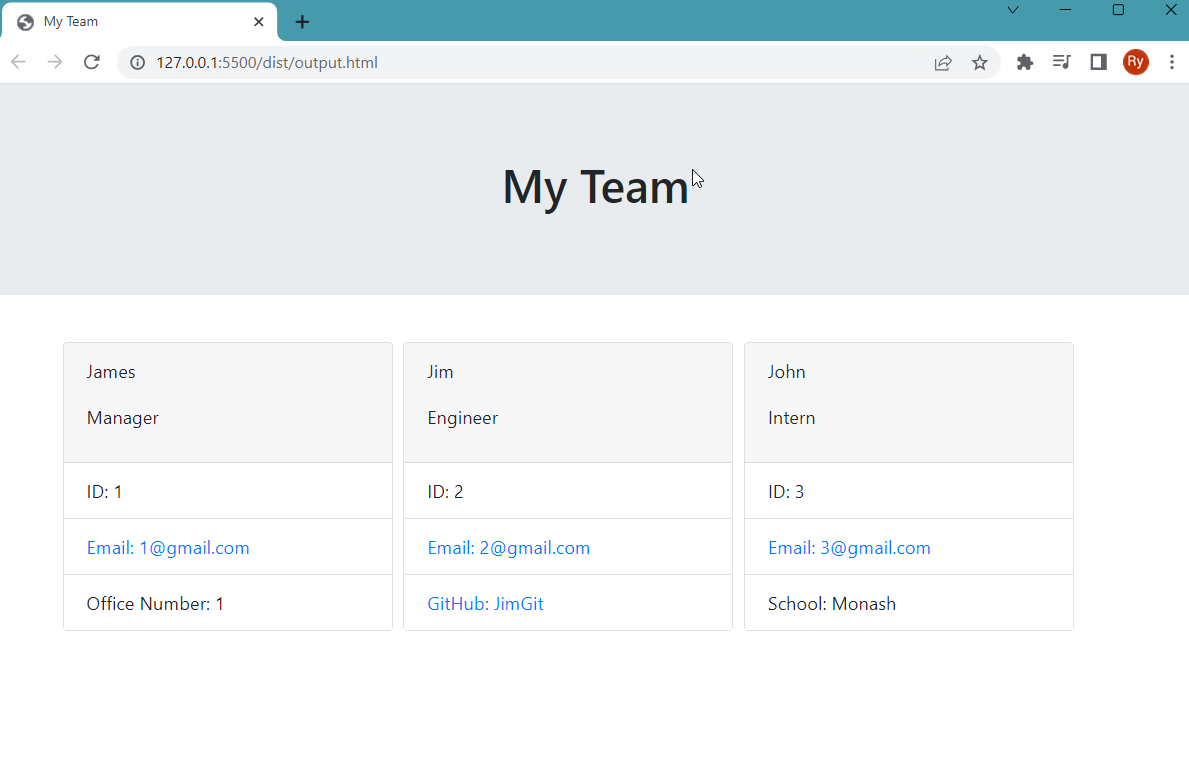 My Team
127.0.0.1:5500/dist/output.html
Ry
My Team
James
Manager
ID: 1
Email: 1@gmail.com
Office Number: 1
Jim
Engineer
ID: 2
Email: 2@gmail.com
GitHub: JimGit
John
Intern
ID: 3
Email: 3@gmail.com
School: Monash